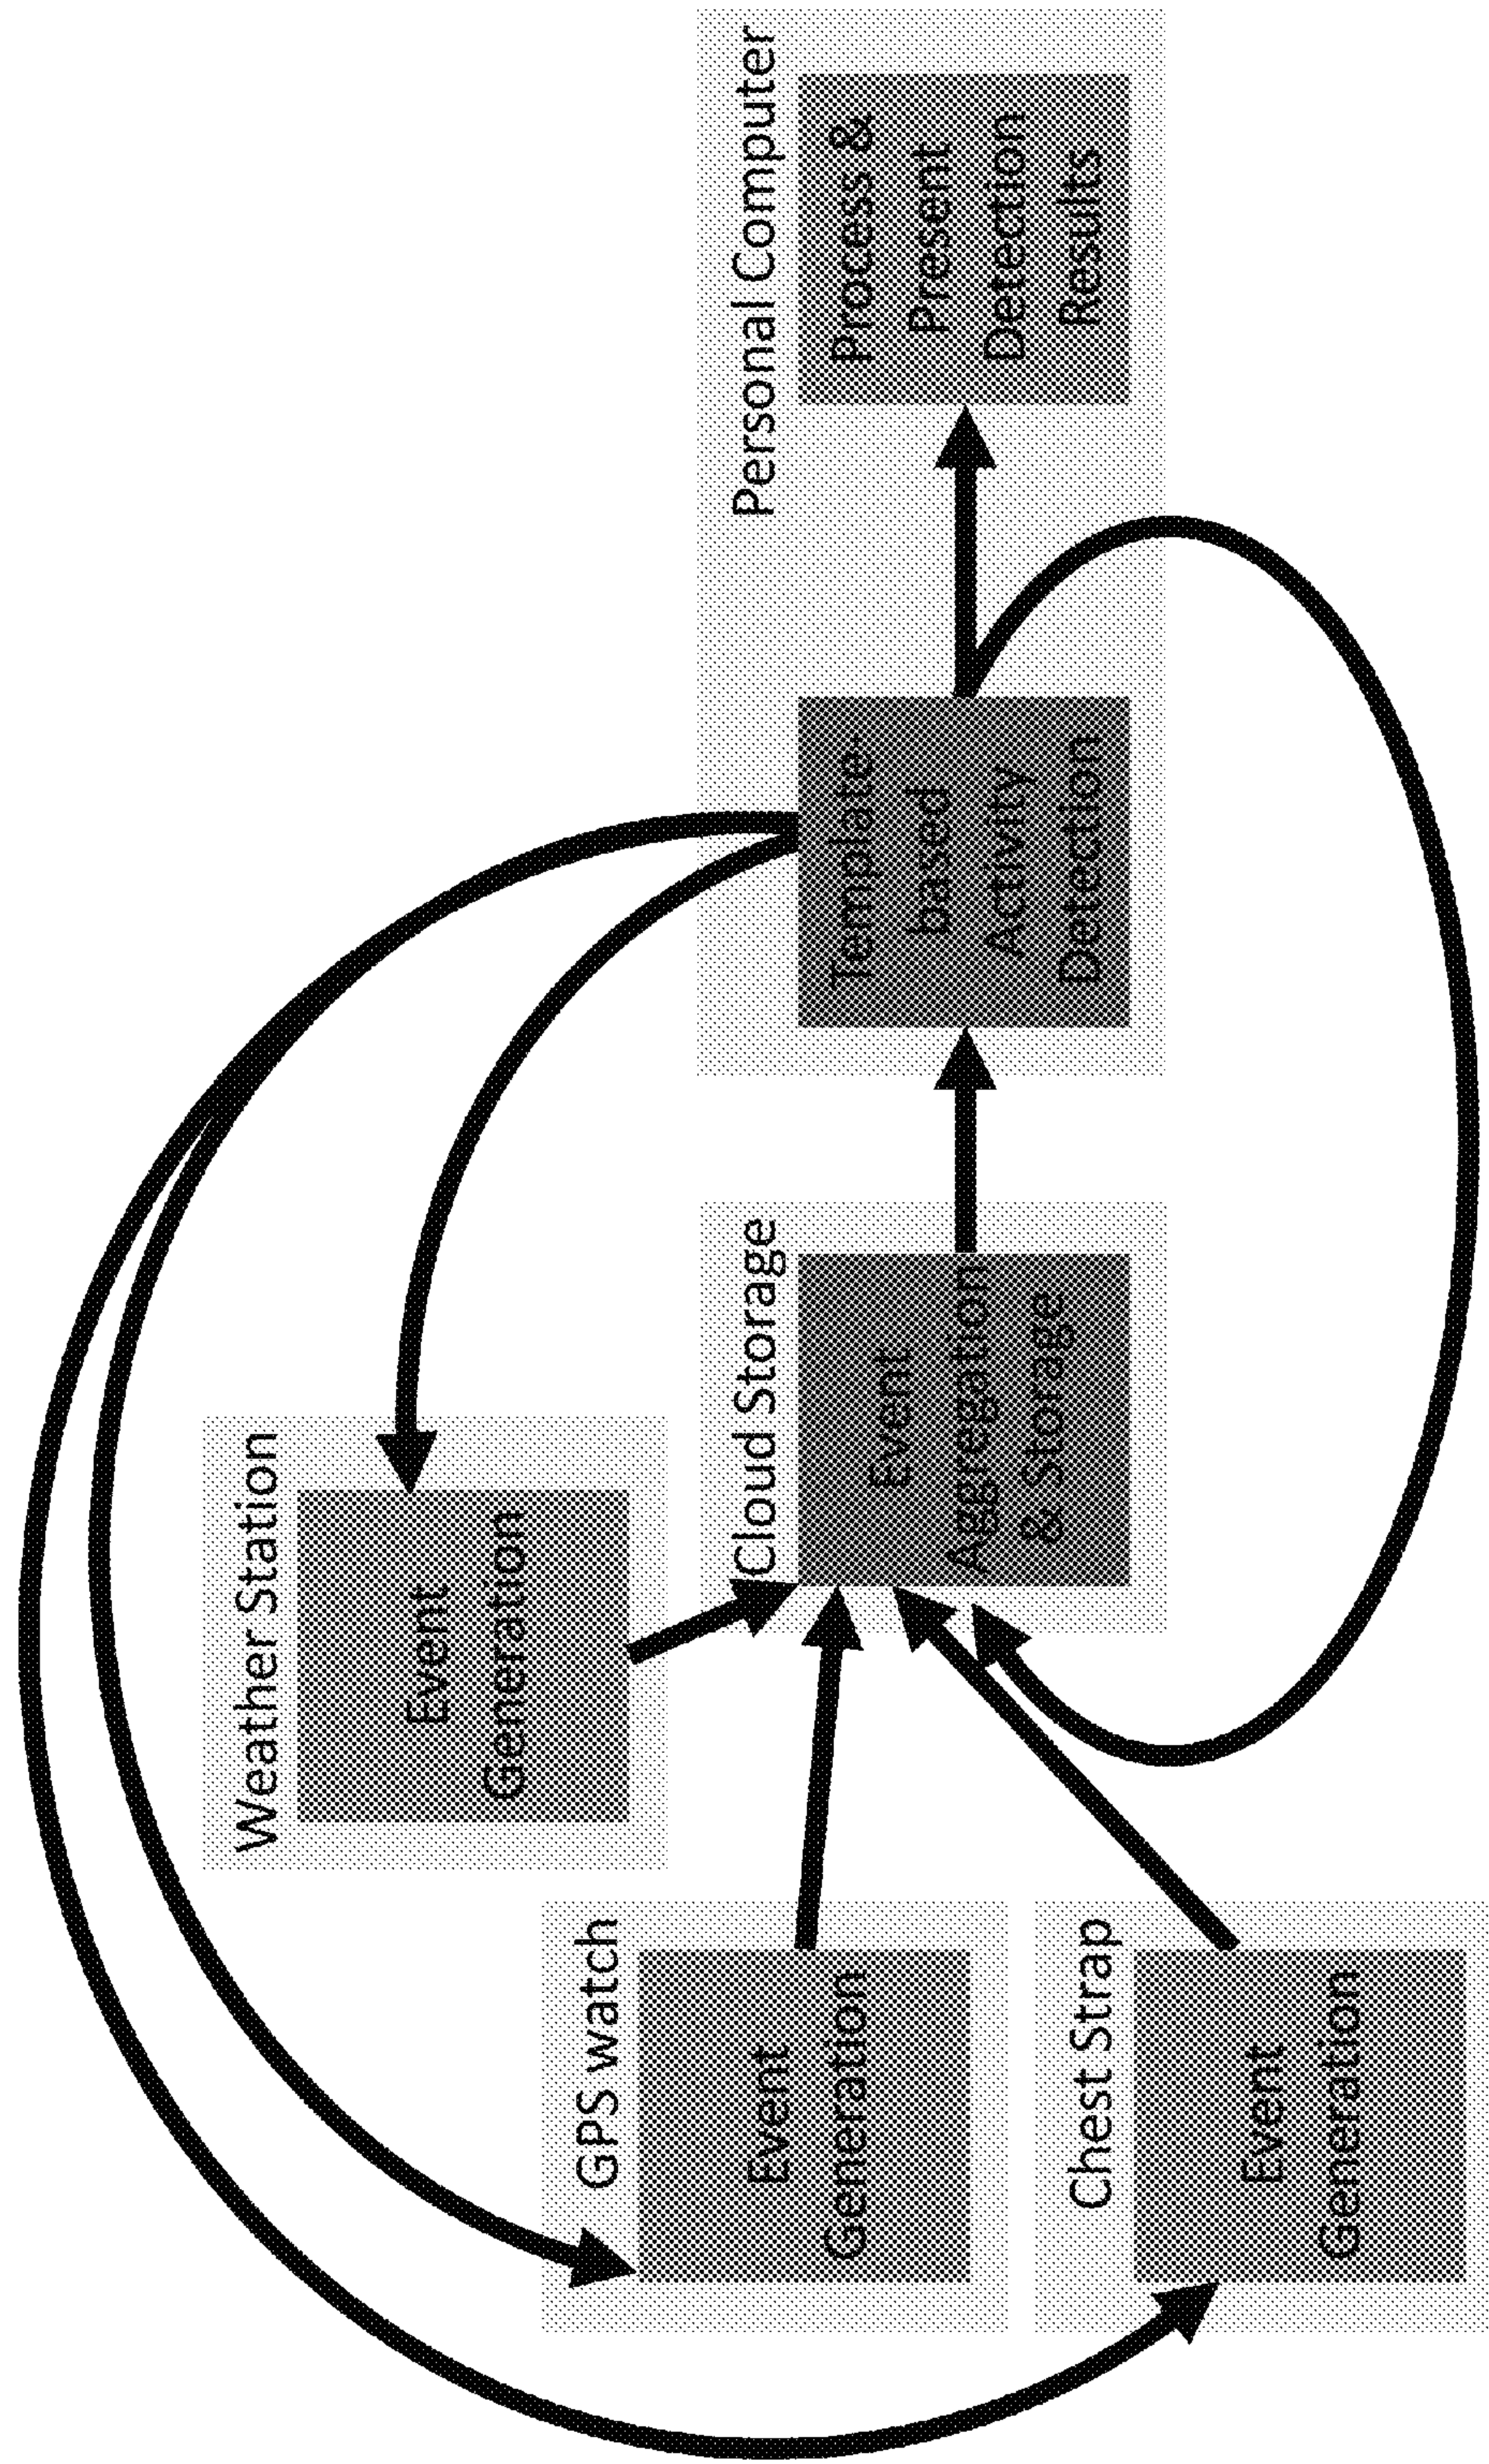 Weather Station
Event
Generation
GPS watch
Event
Generation
Chest Strap
Event
Generation
Cloud Storage
Event
Aggregation
& Storage
Personal Computer
Template-
based
Activity
Detection
Process &
Present
Detection
Results